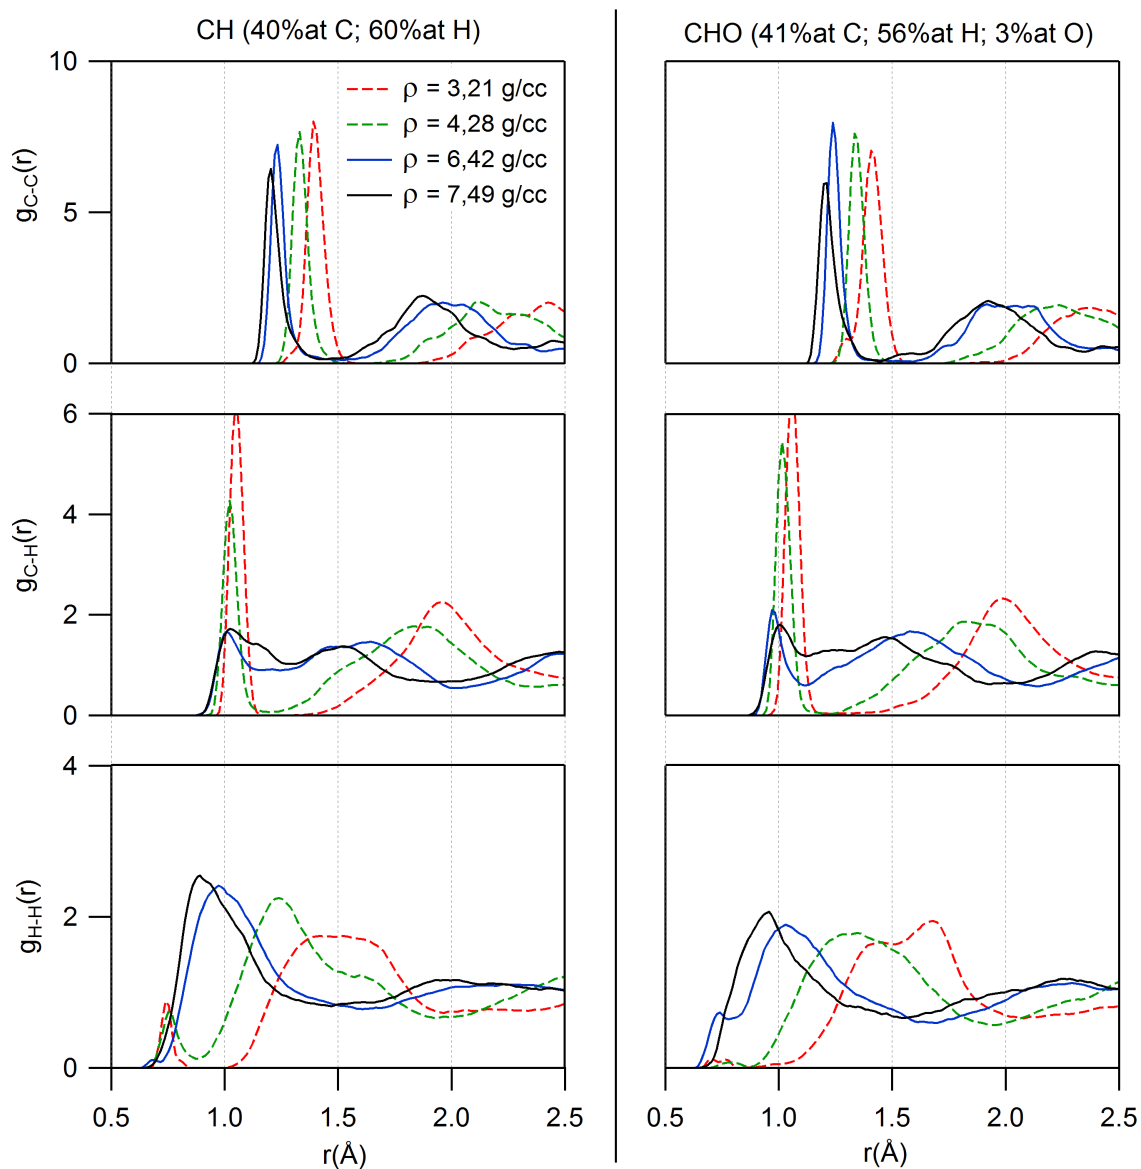 CH (40%at C; 60%at H)
CHO (41%at C; 56%at H; 3%at O)
10
5
0
gC-C(r)
ρ = 3,21 g/cc
ρ = 4,28 g/cc
ρ = 6,42 g/cc
ρ = 7,49 g/cc
6
4
2
0
gC-H(r)
4
2
0
gH-H(r)
0.5 1.0 1.5 2.0 2.5
r(Å)
0.5 1.0 1.5 2.0 2.5
r(Å)